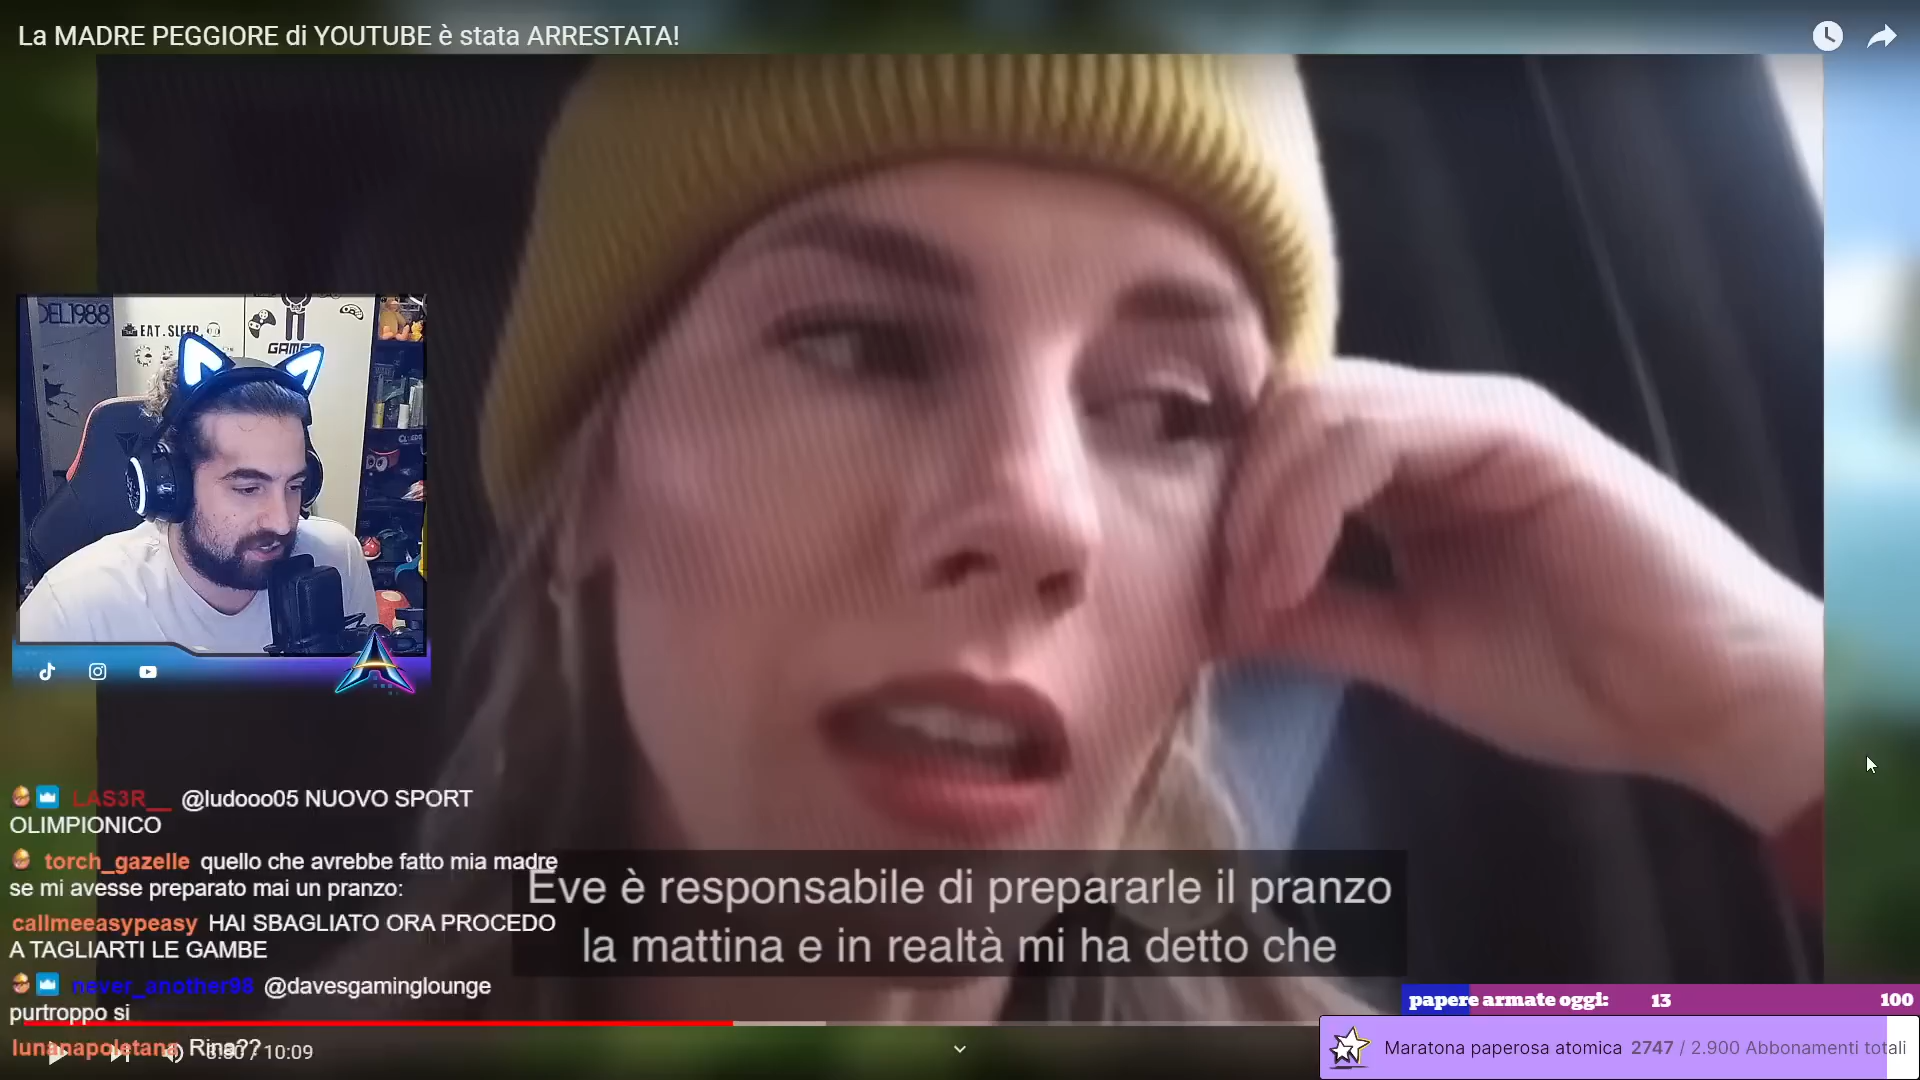 La MADRE PEGGIORE di YOUTUBE è stata ARRESTATA!
DEL1988
EAT.SLEEP
GAMER
LAS3R__ @ludooo05 NUOVO SPORT
OLIMPIONICO
torch_gazelle quello che avrebbe fatto mia madre
se mi avesse preparato mai un pranzo:
callmeeasypeasy HAI SBAGLIATO ORA PROCEDO
A TAGLIARTI LE GAMBE
never_another98 @davesgaminglounge
purtroppo si
lunanapoletana Rina??
/ 10:09
Eve è responsabile di prepararle il pranzo
la mattina e in realtà mi ha detto che
papere armate oggi: 13 100
Maratona paperosa atomica 2747 / 2.900 Abbonamenti totali